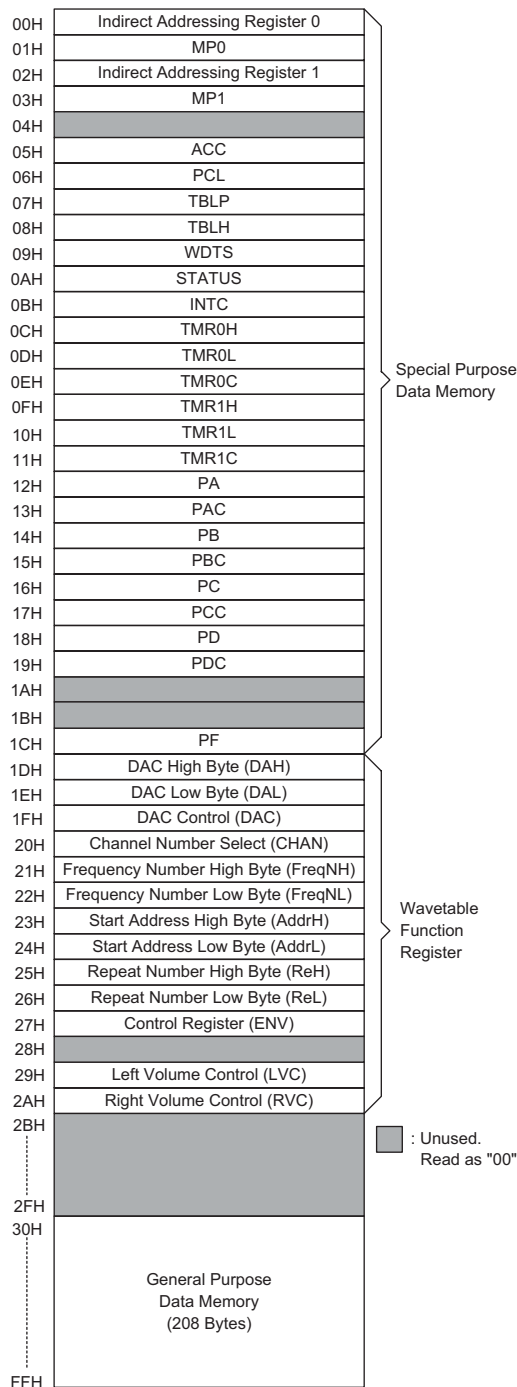 00H Indirect Addressing Register 0
01H MP0
02H Indirect Addressing Register 1
03H MP1
04H
05H ACC
06H PCL
07H TBLP
08H TBLH
09H WDTS
0AH STATUS
0BH INTC
0CH TMR0H
0DH TMR0L
0EH TMR0C
0FH TMR1H
10H TMR1L
11H TMR1C
12H PA
13H PAC
14H PB
15H PBC
16H PC
17H PCC
18H PD
19H PDC
1AH
1BH
1CH PF
Special Purpose
Data Memory
1DH DAC High Byte (DAH)
1EH DAC Low Byte (DAL)
1FH DAC Control (DAC)
20H Channel Number Select (CHAN)
21H Frequency Number High Byte (FreqNH)
22H Frequency Number Low Byte (FreqNL)
23H Start Address High Byte (AddrH)
24H Start Address Low Byte (AddrL)
25H Repeat Number High Byte (ReH)
26H Repeat Number Low Byte (ReL)
27H Control Register (ENV)
28H
29H Left Volume Control (LVC)
2AH Right Volume Control (RVC)
Wavetable
Function
Register
2BH
2FH
: Unused.
Read as "00"
30H
General Purpose
Data Memory
(208 Bytes)
FFH